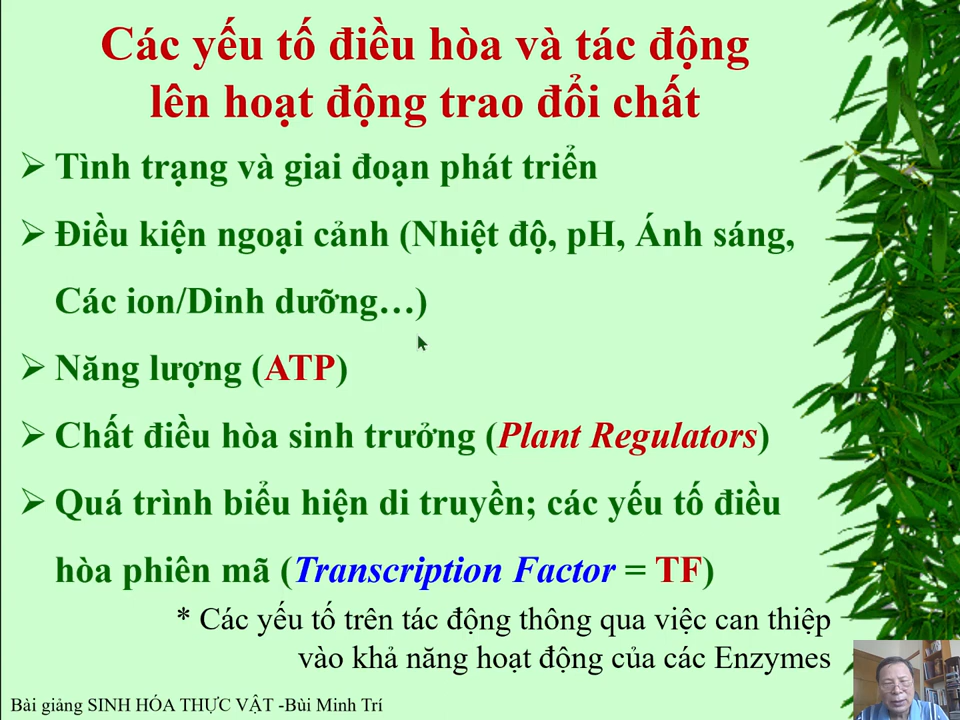 Các yếu tố điều hòa và tác động
lên hoạt động trao đổi chất
➢ Tình trạng và giai đoạn phát triển
➢ Điều kiện ngoại cảnh (Nhiệt độ, pH, Ánh sáng,
Các ion/Dinh dưỡng…)
➢ Năng lượng (ATP)
➢ Chất điều hòa sinh trưởng (Plant Regulators)
➢ Quá trình biểu hiện di truyền; các yếu tố điều
hòa phiên mã (Transcription Factor = TF)
* Các yếu tố trên tác động thông qua việc can thiệp
vào khả năng hoạt động của các Enzymes
Bài giảng SINH HÓA THỰC VẬT -Bùi Minh Trí